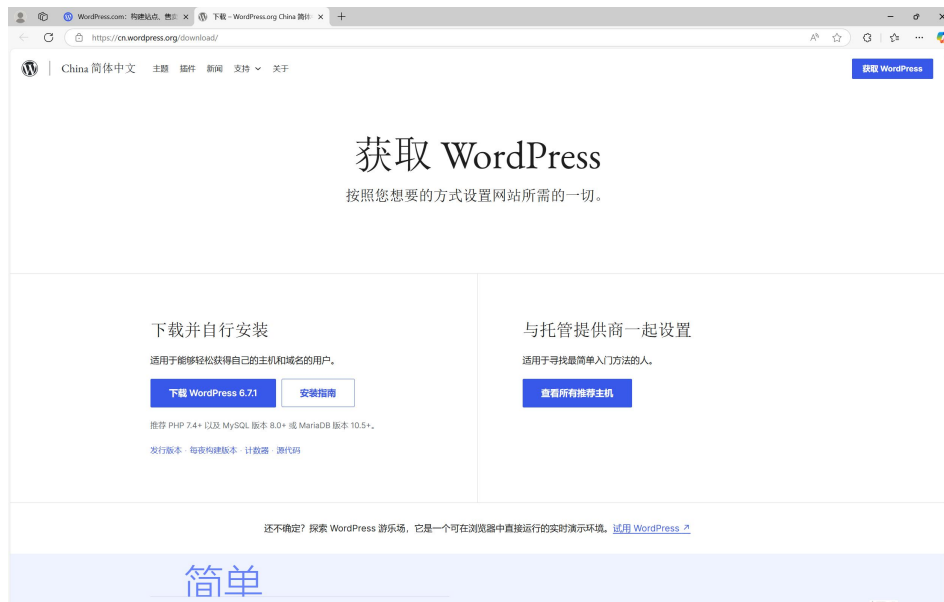 WordPress.com：构建站点、售卖
下载 – WordPress.org China 简体
https://cn.wordpress.org/download/
China 简体中文 主题 插件 新闻 支持 关于
获取 WordPress
获取 WordPress
按照您想要的方式设置网站所需的一切。
下载并自行安装
适用于能够轻松获得自己的主机和域名的用户。
下载 WordPress 6.7.1 安装指南
推荐 PHP 7.4+ 以及 MySQL 版本 8.0+ 或 MariaDB 版本 10.5+。
发行版本 · 每夜构建版本 · 计数器 · 源代码
与托管提供商一起设置
适用于寻找最简单入门方法的人。
查看所有推荐主机
还不确定？探索 WordPress 游乐场，它是一个可在浏览器中直接运行的实时演示环境。试用 WordPress ↗
简单